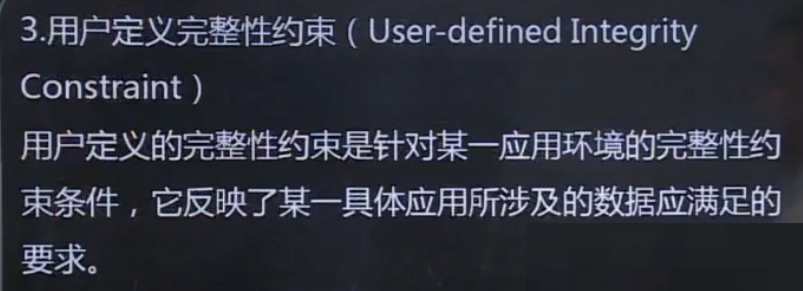 3.用户定义完整性约束（User-defined Integrity
Constraint）
用户定义的完整性约束是针对某一应用环境的完整性约
束条件，它反映了某一具体应用所涉及的数据应满足的
要求。